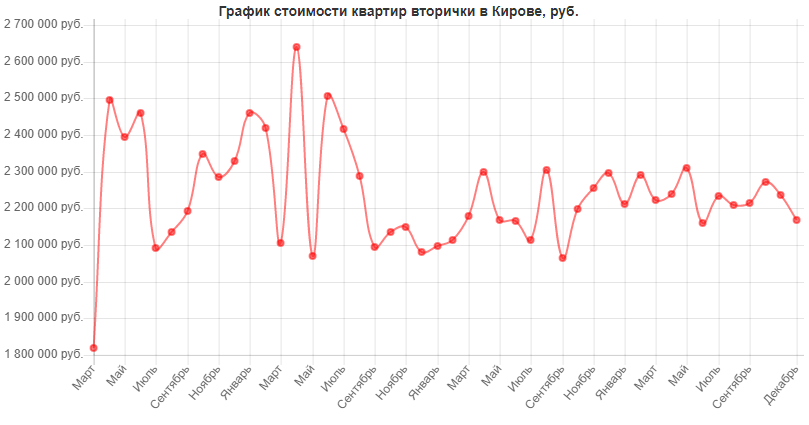 График стоимости квартир вторички в Кирове, руб.
2 700 000 руб.
2 600 000 руб.
2 500 000 руб.
2 400 000 руб.
2 300 000 руб.
2 200 000 руб.
2 100 000 руб.
2 000 000 руб.
1 900 000 руб.
1 800 000 руб.
Март
Май
Июль
Сентябрь
Ноябрь
Январь
Март
Май
Июль
Сентябрь
Ноябрь
Январь
Март
Май
Июль
Сентябрь
Ноябрь
Январь
Март
Май
Июль
Сентябрь
Декабрь